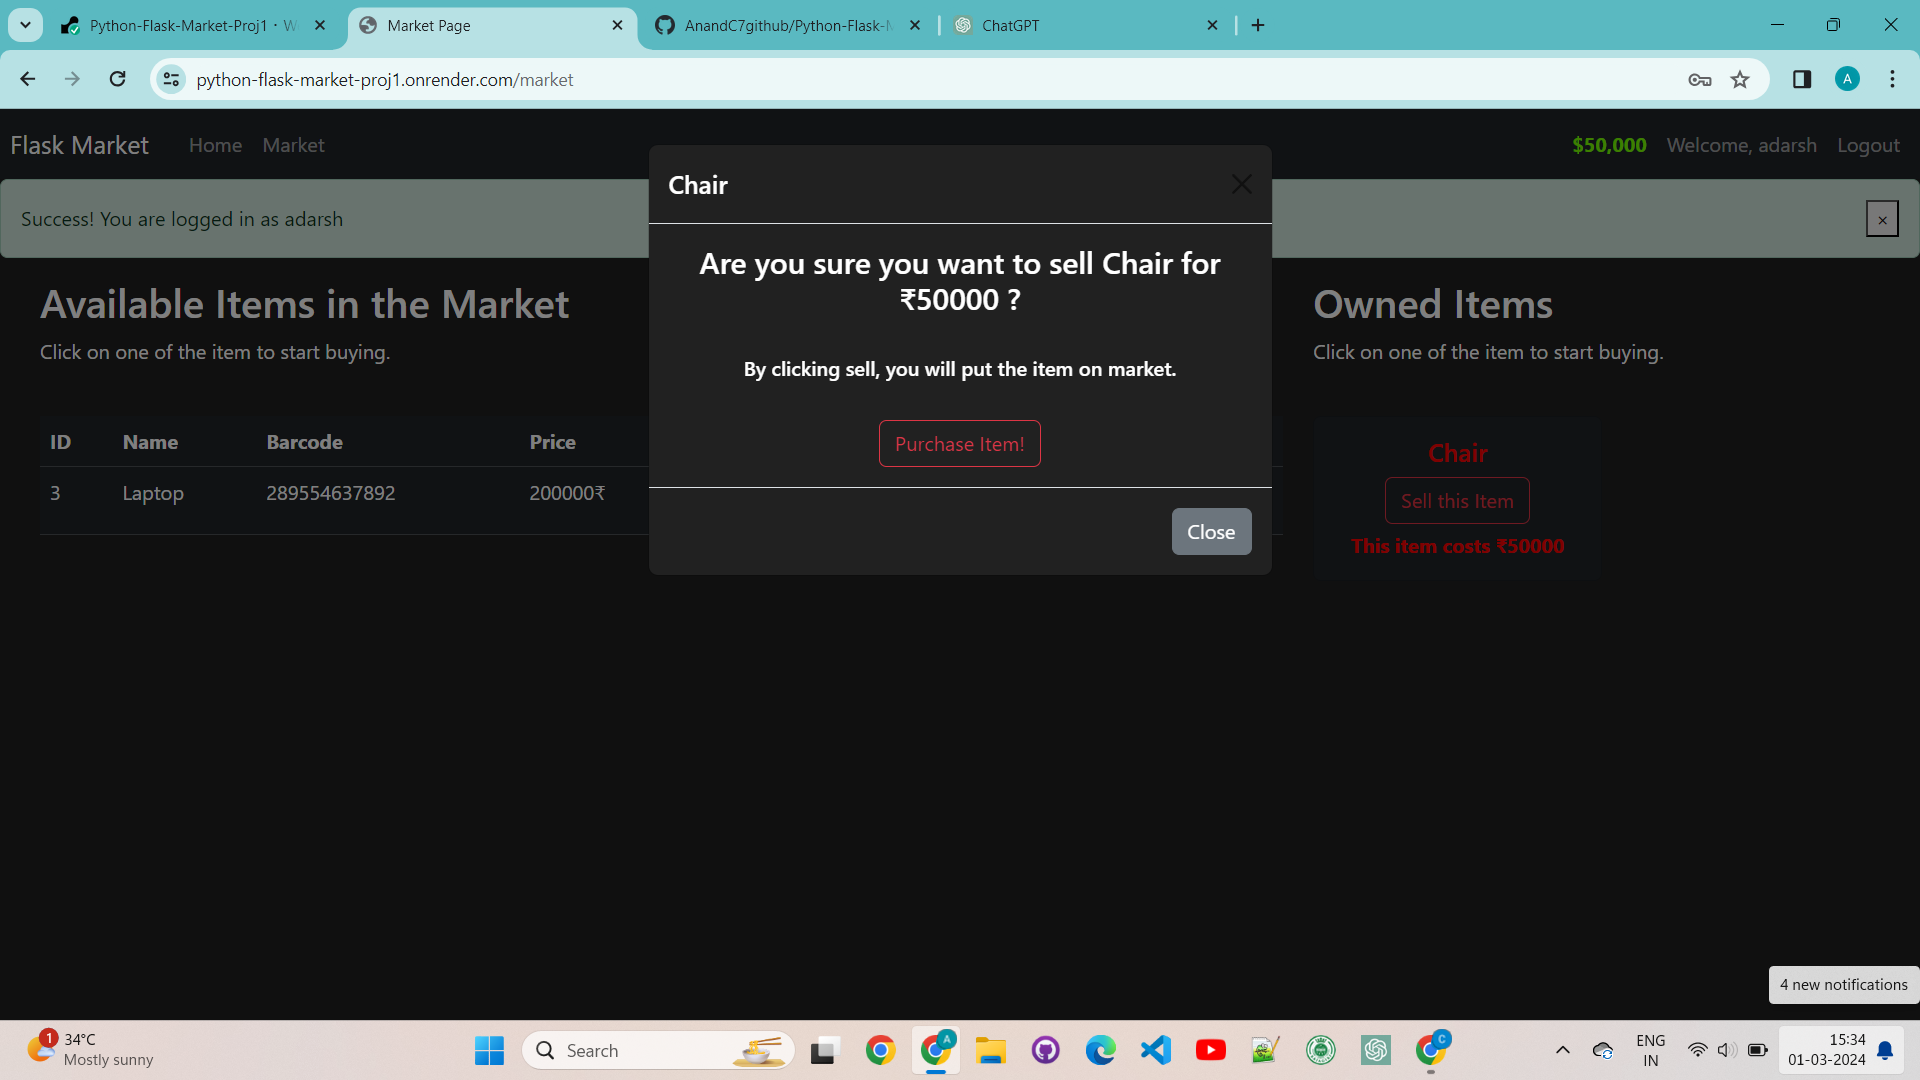 Python-Flask-Market-Proj1 · W
Market Page
AnandC7github/Python-Flask-
ChatGPT
python-flask-market-proj1.onrender.com/market
A
Flask Market
Home
Market
$50,000
Welcome, adarsh
Logout
Success! You are logged in as adarsh
×
Chair
Are you sure you want to sell Chair for
₹50000 ?
By clicking sell, you will put the item on market.
Purchase Item!
Close
Available Items in the Market
Click on one of the item to start buying.
ID Name Barcode Price
3 Laptop 289554637892 200000₹
Owned Items
Click on one of the item to start buying.
Chair
Sell this Item
This item costs ₹50000
4 new notifications
1
34°C
Mostly sunny
Search
A
C
ENG
IN
15:34
01-03-2024